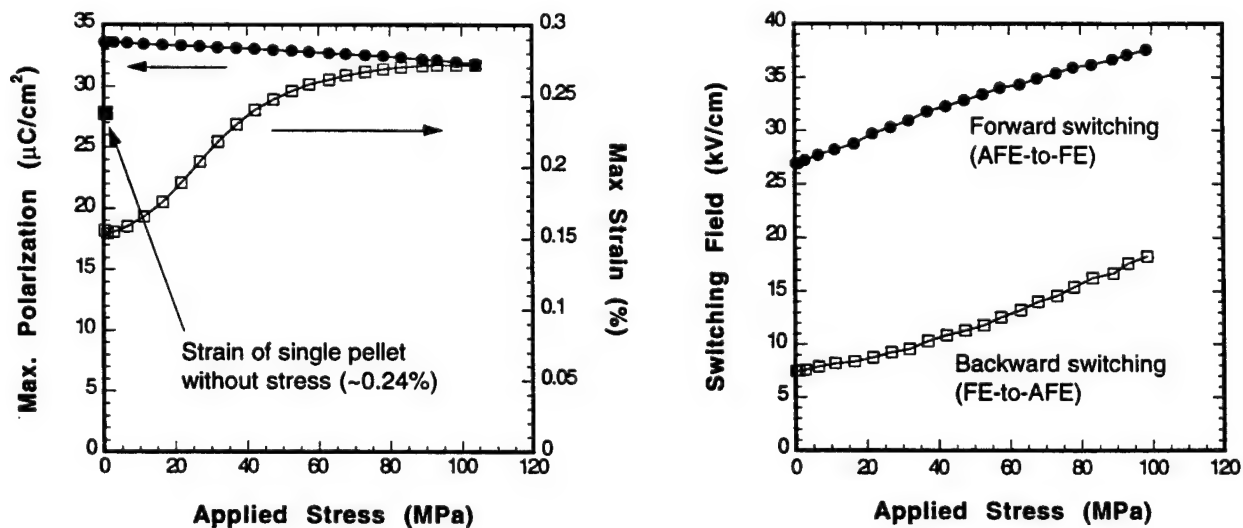 35
30
25
20
15
10
5
0
Max. Polarization (μC/cm²)
0.3
0.25
0.2
0.15
0.1
0.05
0
Max Strain (%)
Strain of single pellet
without stress (~0.24%)
0 20 40 60 80 100 120
Applied Stress (MPa)
40
35
30
25
20
15
10
5
0
Switching Field (kV/cm)
Forward switching
(AFE-to-FE)
Backward switching
(FE-to-AFE)
0 20 40 60 80 100 120
Applied Stress (MPa)